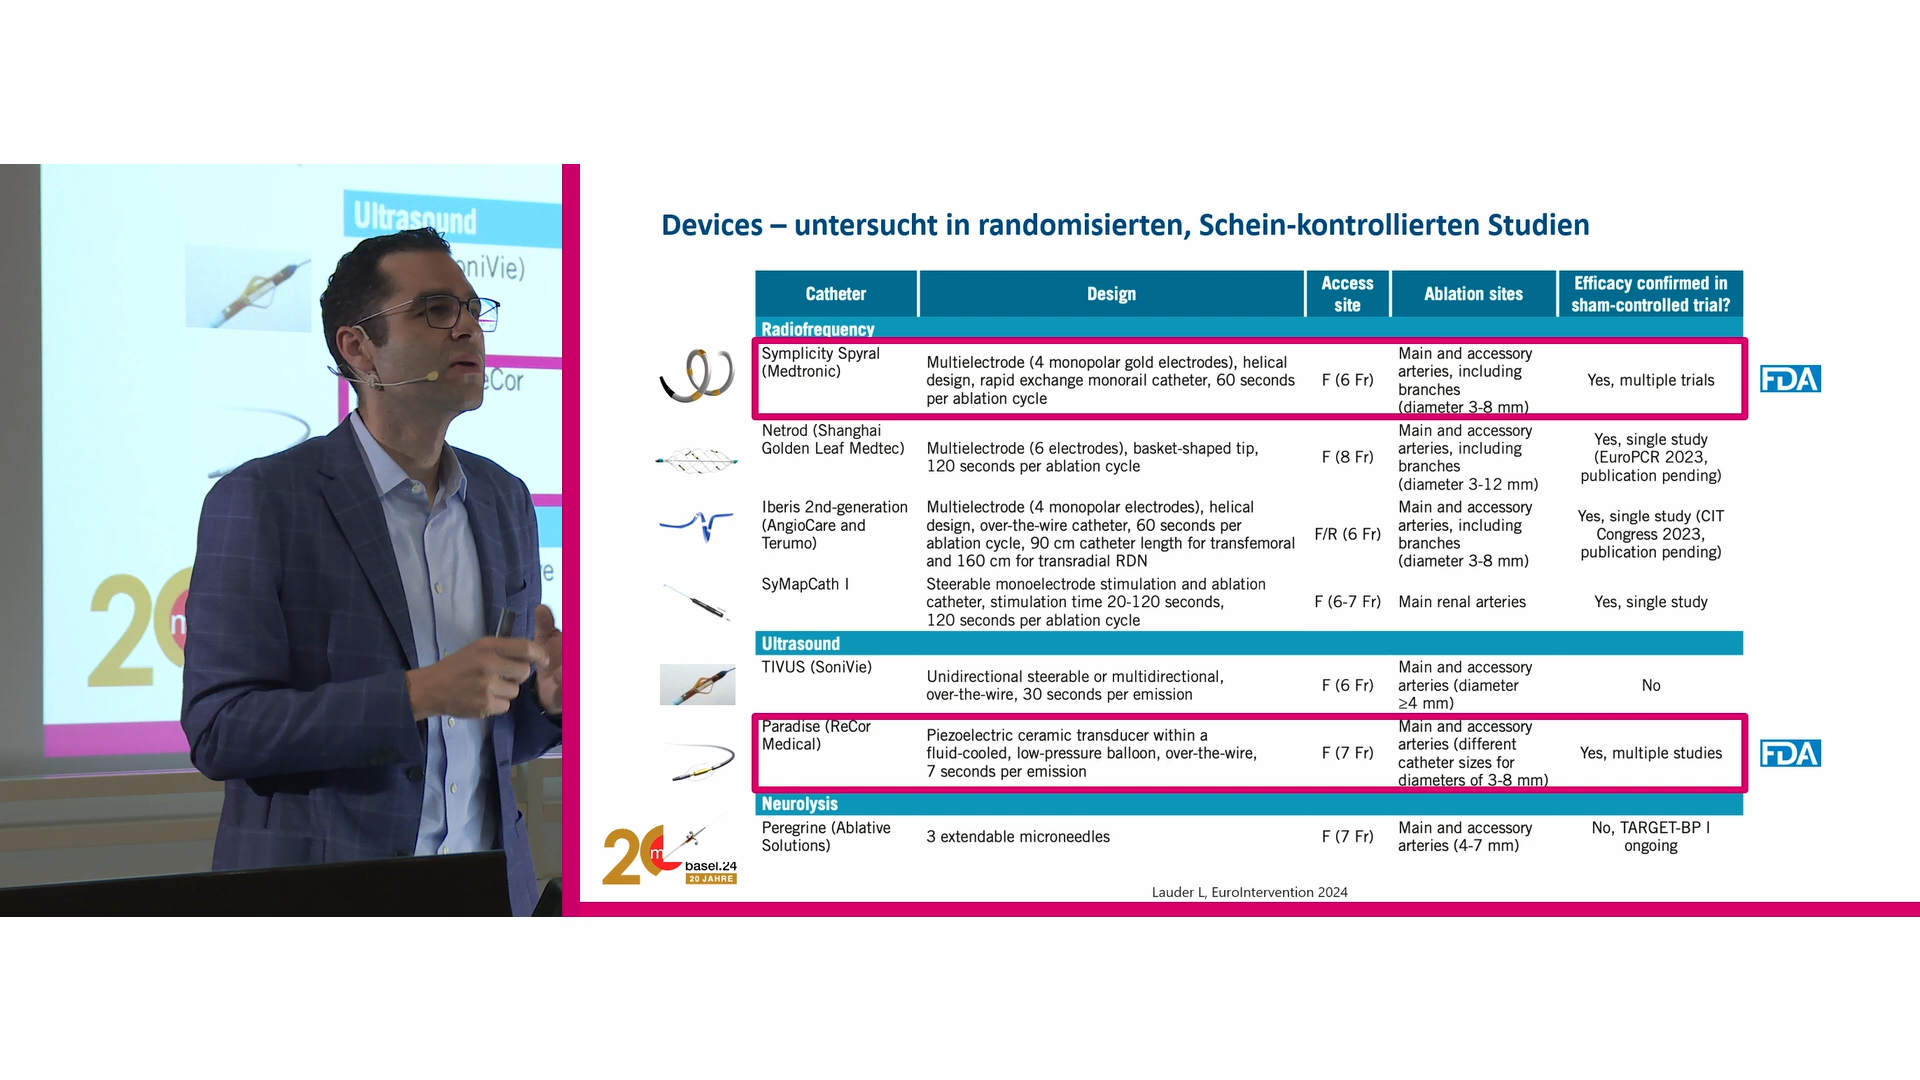 Ultrasound
oniVie)
eCor
ve
20
m
Devices – untersucht in randomisierten, Schein-kontrollierten Studien
Catheter
Design
Access
site
Ablation sites
Efficacy confirmed in
sham-controlled trial?
Radiofrequency
Symplicity Spyral
(Medtronic)
Multielectrode (4 monopolar gold electrodes), helical
design, rapid exchange monorail catheter, 60 seconds
per ablation cycle
F (6 Fr)
Main and accessory
arteries, including
branches
(diameter 3-8 mm)
Yes, multiple trials
FDA
Netrod (Shanghai
Golden Leaf Medtec)
Multielectrode (6 electrodes), basket-shaped tip,
120 seconds per ablation cycle
F (8 Fr)
Main and accessory
arteries, including
branches
(diameter 3-12 mm)
Yes, single study
(EuroPCR 2023,
publication pending)
Iberis 2nd-generation
(AngioCare and
Terumo)
Multielectrode (4 monopolar electrodes), helical
design, over-the-wire catheter, 60 seconds per
ablation cycle, 90 cm catheter length for transfemoral
and 160 cm for transradial RDN
F/R (6 Fr)
Main and accessory
arteries, including
branches
(diameter 3-8 mm)
Yes, single study (CIT
Congress 2023,
publication pending)
SyMapCath I
Steerable monoelectrode stimulation and ablation
catheter, stimulation time 20-120 seconds,
120 seconds per ablation cycle
F (6-7 Fr)
Main renal arteries
Yes, single study
Ultrasound
TIVUS (SoniVie)
Unidirectional steerable or multidirectional,
over-the-wire, 30 seconds per emission
F (6 Fr)
Main and accessory
arteries (diameter
≥4 mm)
No
Paradise (ReCor
Medical)
Piezoelectric ceramic transducer within a
fluid-cooled, low-pressure balloon, over-the-wire,
7 seconds per emission
F (7 Fr)
Main and accessory
arteries (different
catheter sizes for
diameters of 3-8 mm)
Yes, multiple studies
FDA
Neurolysis
Peregrine (Ablative
Solutions)
3 extendable microneedles
F (7 Fr)
Main and accessory
arteries (4-7 mm)
No, TARGET-BP I
ongoing
20
m
basel.24
20 JAHRE
Lauder L, EuroIntervention 2024